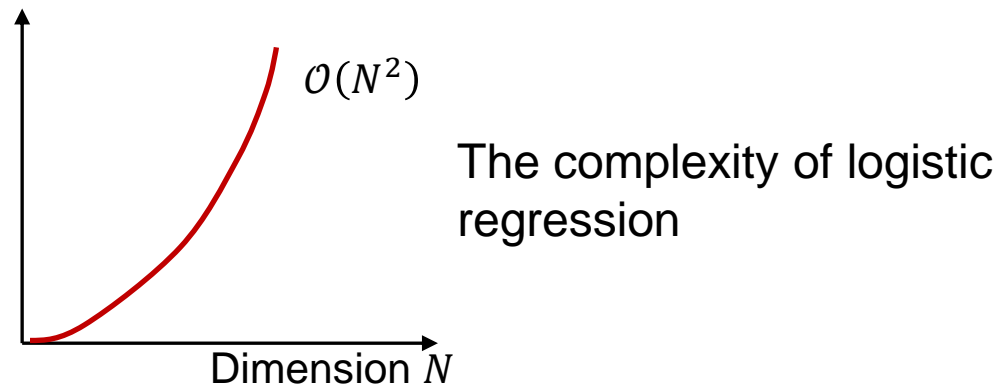 𝒪(𝑁²)
The complexity of logistic
regression
Dimension 𝑁